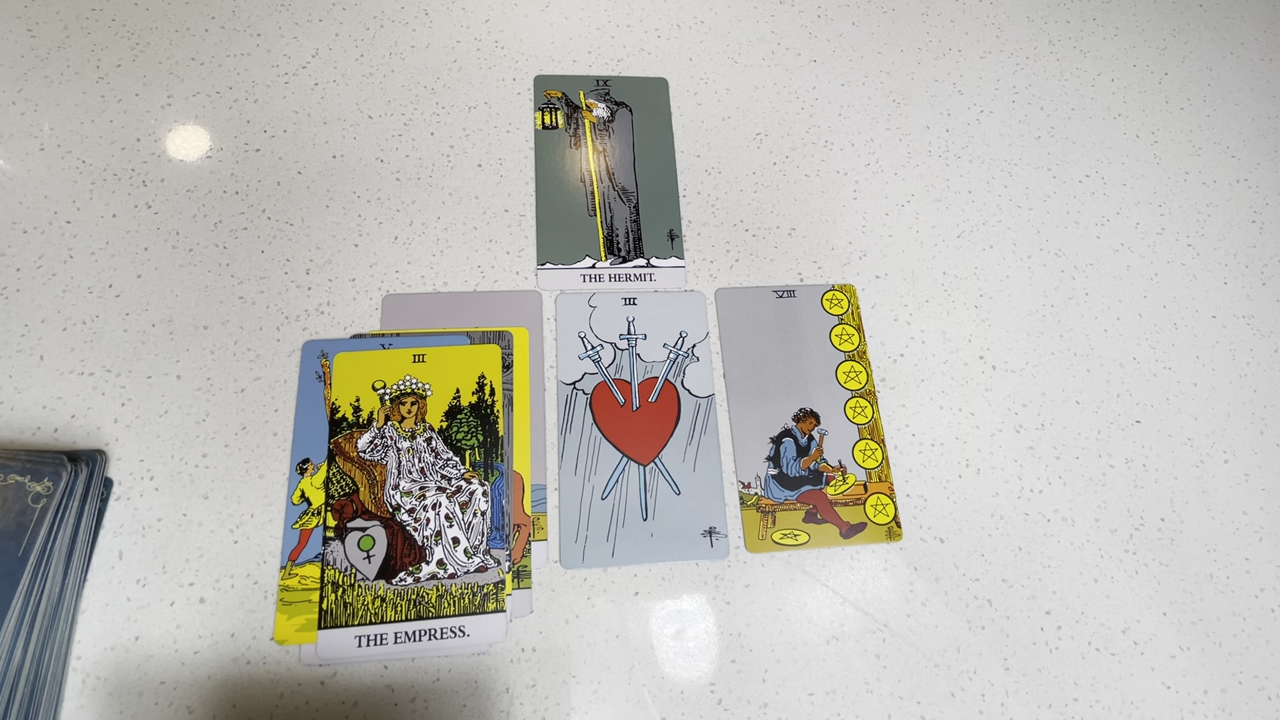 IX
THE HERMIT.
III
VIII
V
III
THE EMPRESS.